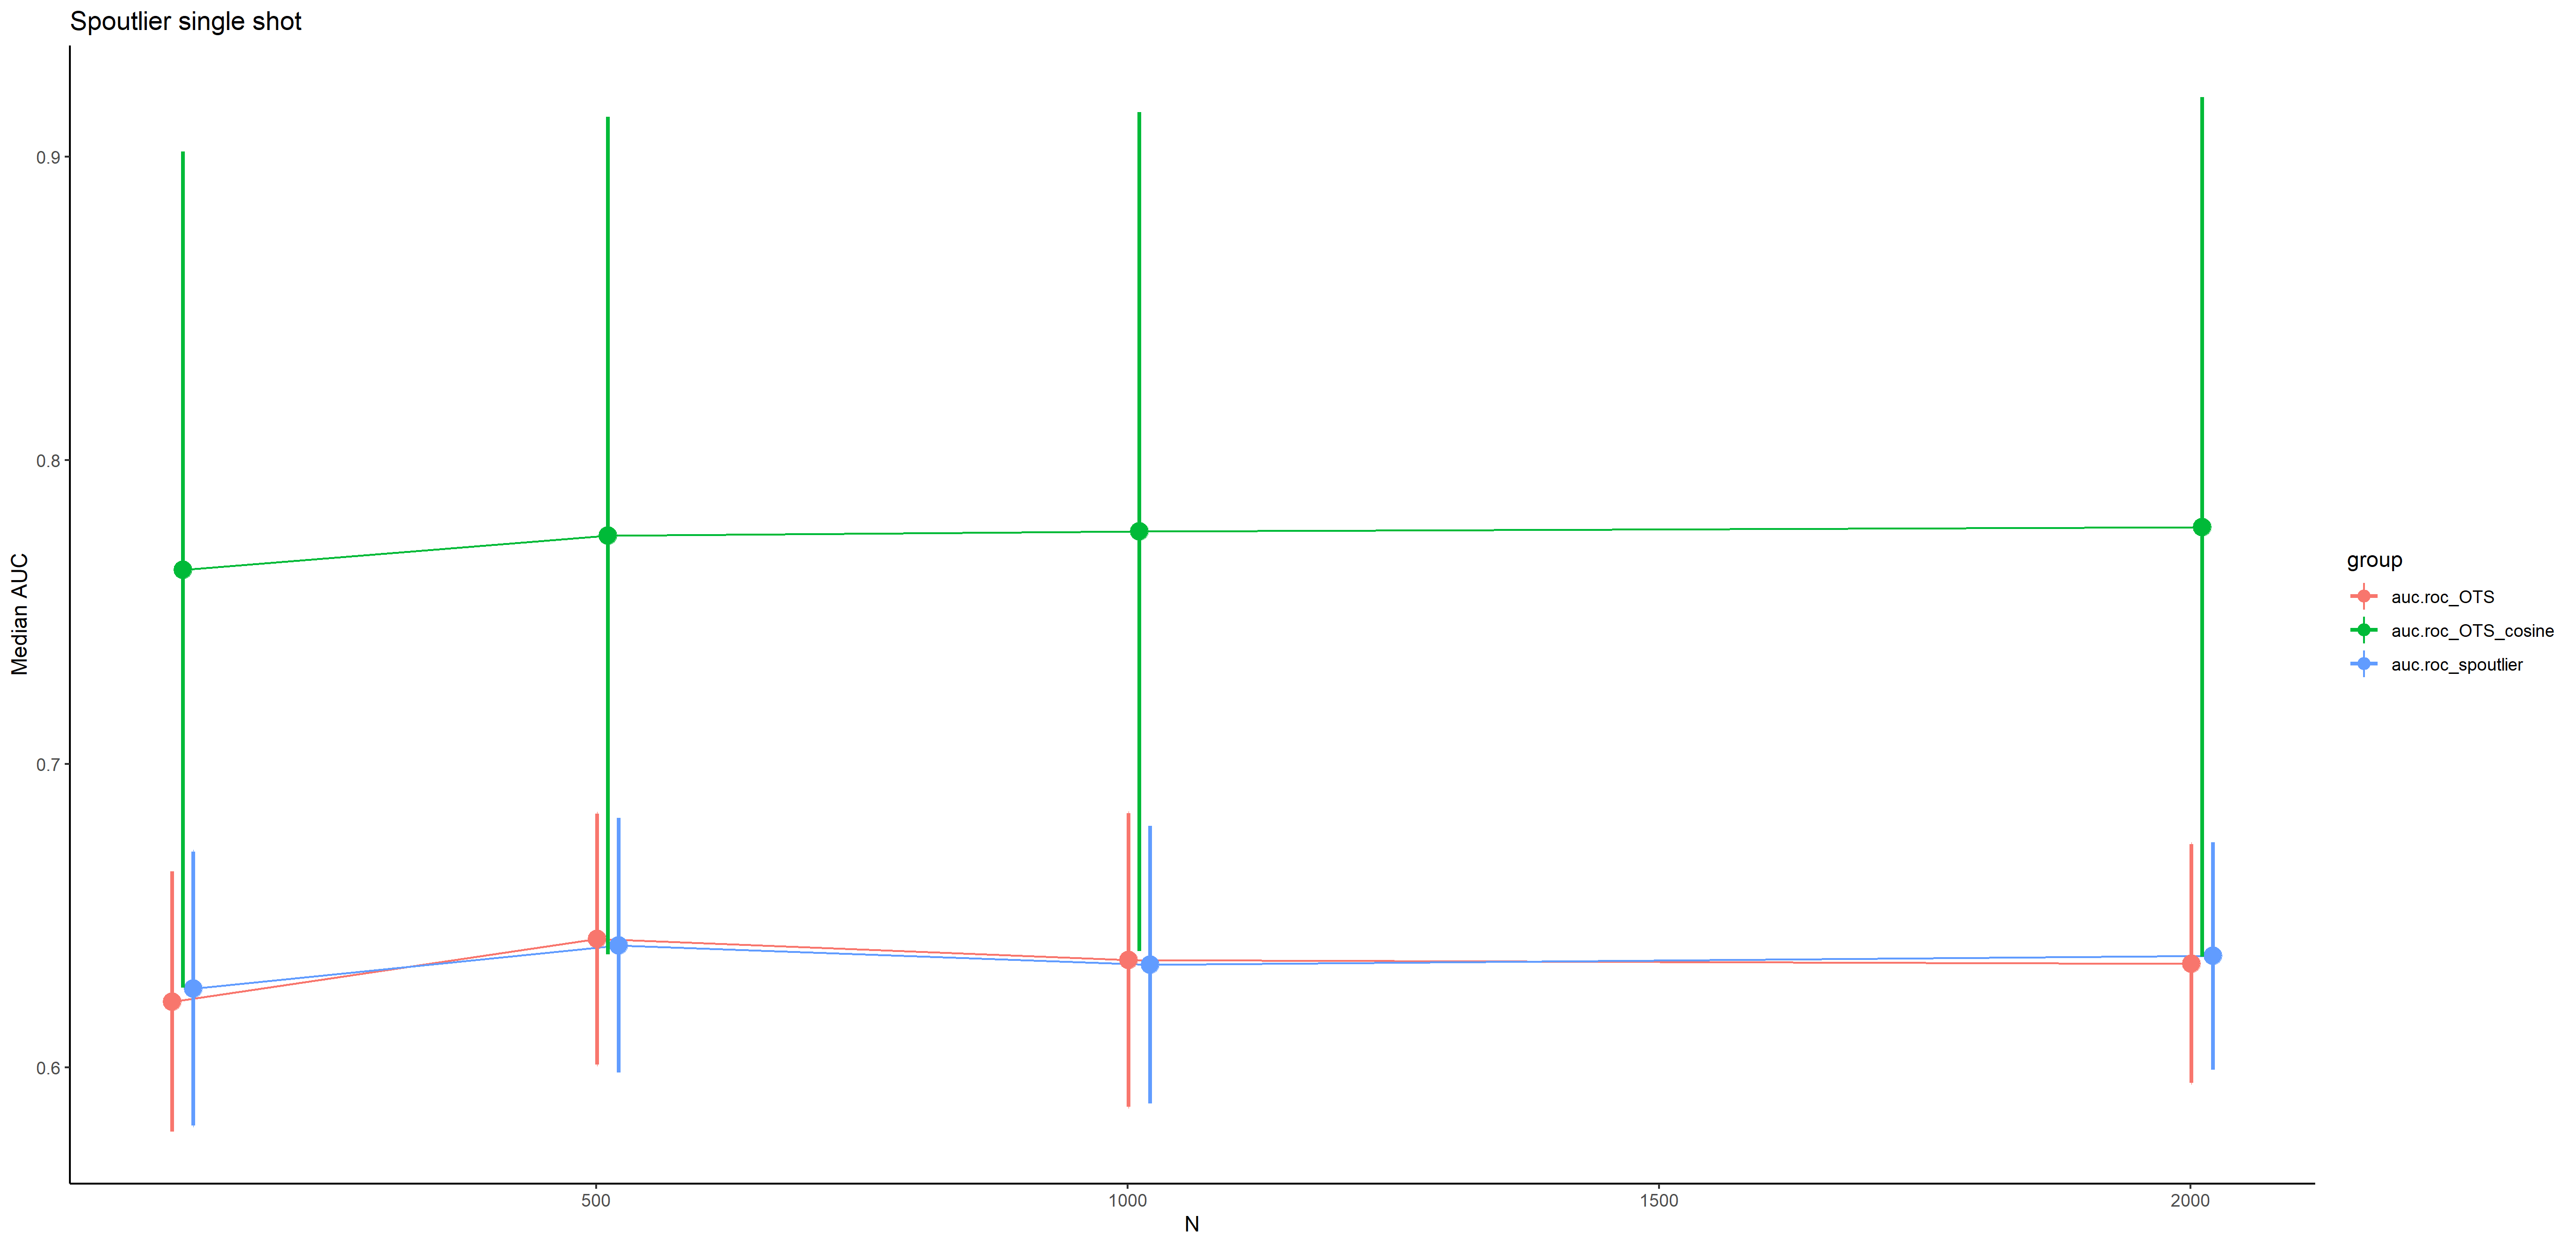 Spoutlier single shot
Median AUC
0.9
0.8
0.7
0.6
500
1000
1500
2000
N
group
auc.roc_OTS
auc.roc_OTS_cosine
auc.roc_spoutlier